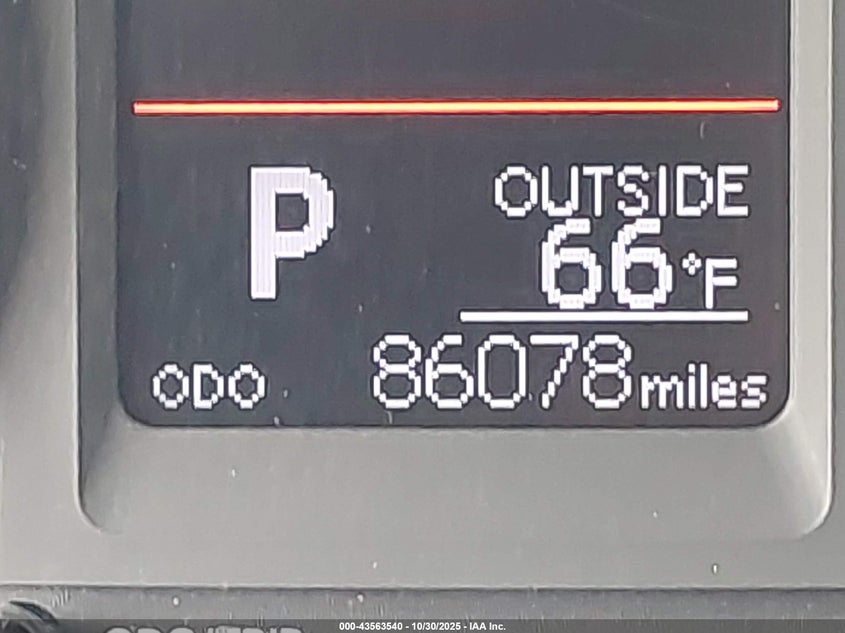 P
OUTSIDE
66°F
ODO 86078 miles
000-43563540 - 10/30/2025 - IAA Inc.